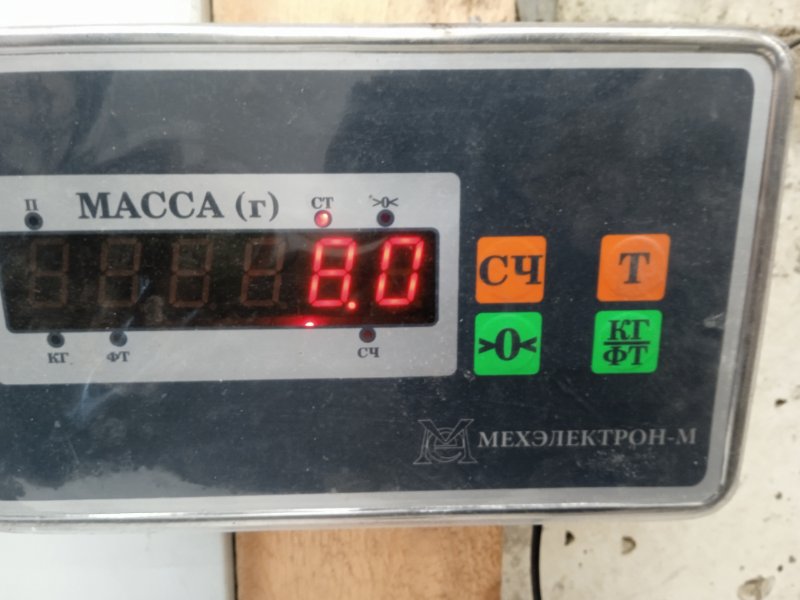 П МАССА (г) СТ >0<
8.0
КГ ФТ СЧ
СЧ Т
>0< КГ
ФТ
МЕХЭЛЕКТРОН-М